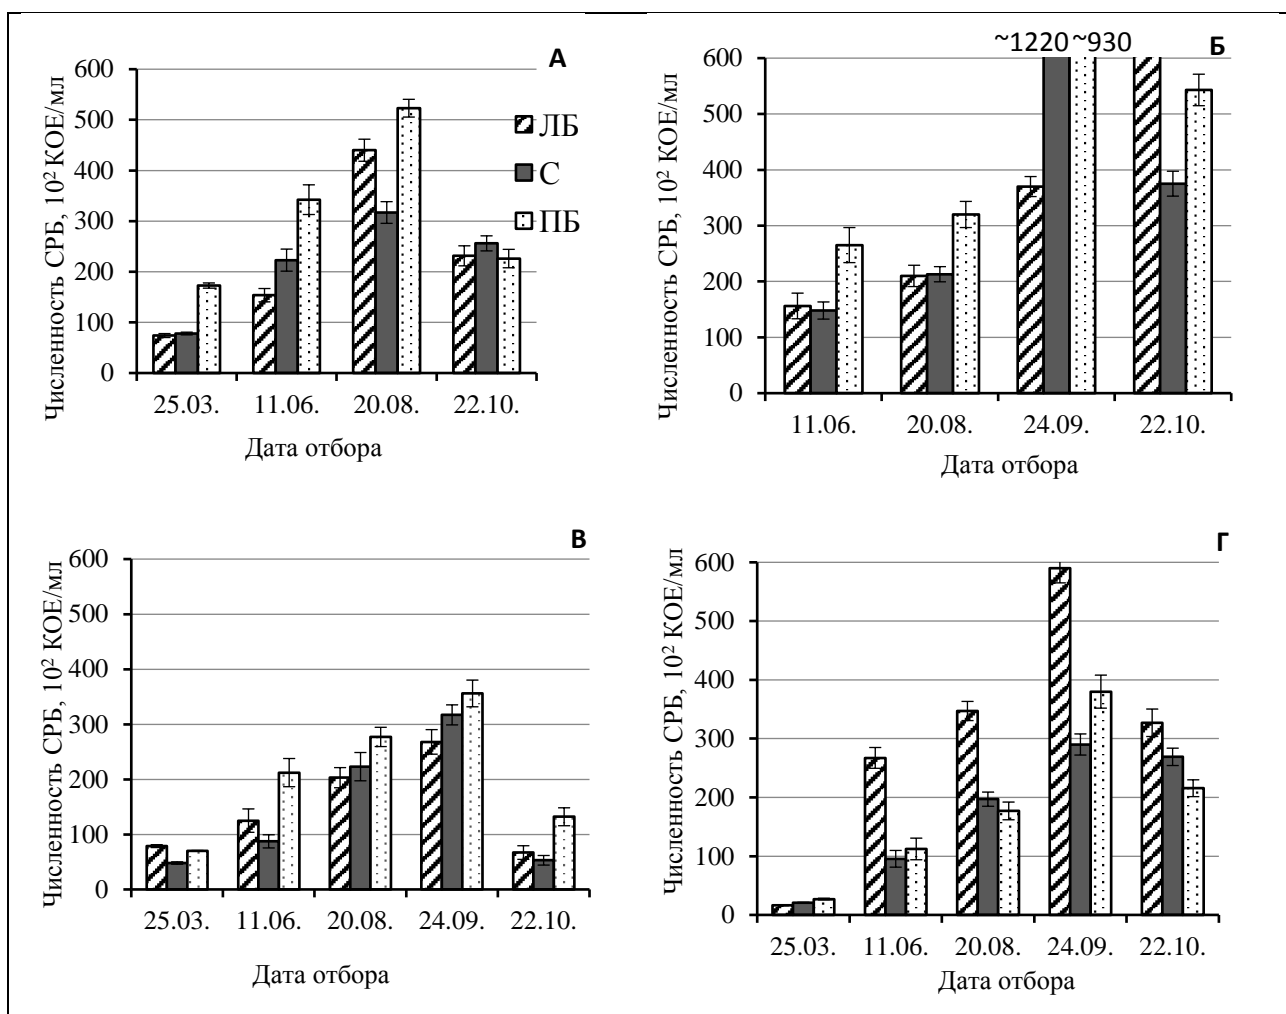 А
Численность СРБ, 10² КОЕ/мл
600
500
400
300
200
100
0
ЛБ
С
ПБ
25.03. 11.06. 20.08. 22.10.
Дата отбора
~1220 ~930
Б
Численность СРБ, 10² КОЕ/мл
600
500
400
300
200
100
0
11.06. 20.08. 24.09. 22.10.
Дата отбора
В
Численность СРБ, 10² КОЕ/мл
600
500
400
300
200
100
0
25.03. 11.06. 20.08. 24.09. 22.10.
Дата отбора
Г
Численность СРБ, 10² КОЕ/мл
600
500
400
300
200
100
0
25.03. 11.06. 20.08. 24.09. 22.10.
Дата отбора